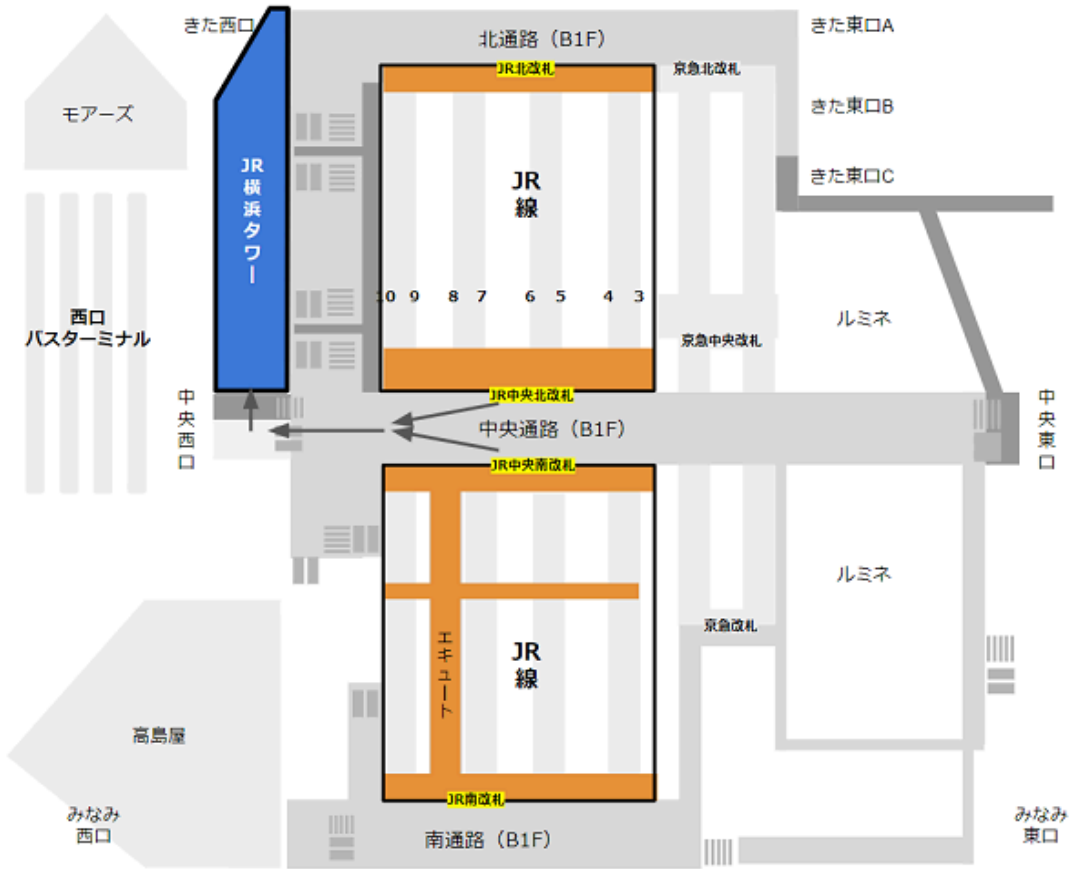 きた西口
北通路（B1F）
きた東口A
JR北改札
京急北改札
モアーズ
きた東口B
JR横浜タワー
JR
線
きた東口C
10 9 8 7 6 5 4 3
西口
バスターミナル
ルミネ
京急中央改札
JR中央北改札
中央西口
中央通路（B1F）
中央東口
JR中央南改札
ルミネ
京急改札
エキュート
JR
線
高島屋
JR南改札
みなみ
西口
南通路（B1F）
みなみ
東口